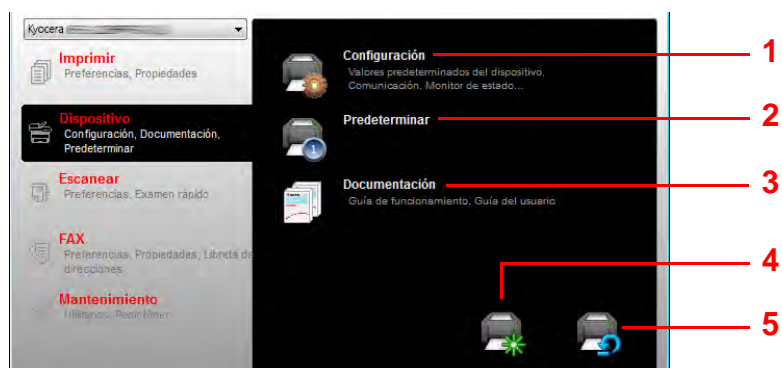 Kyocera
Imprimir
Preferencias, Propiedades
Dispositivo
Configuración, Documentación,
Predeterminar
Escanear
Preferencias, Examen rápido
FAX
Preferencias, Propiedades, Libreta de
direcciones
Mantenimiento
Configuración
Valores predeterminados del dispositivo,
Comunicación, Monitor de estado...
Predeterminar
Documentación
Guía de funcionamiento, Guía del usuario
1
2
3
4
5